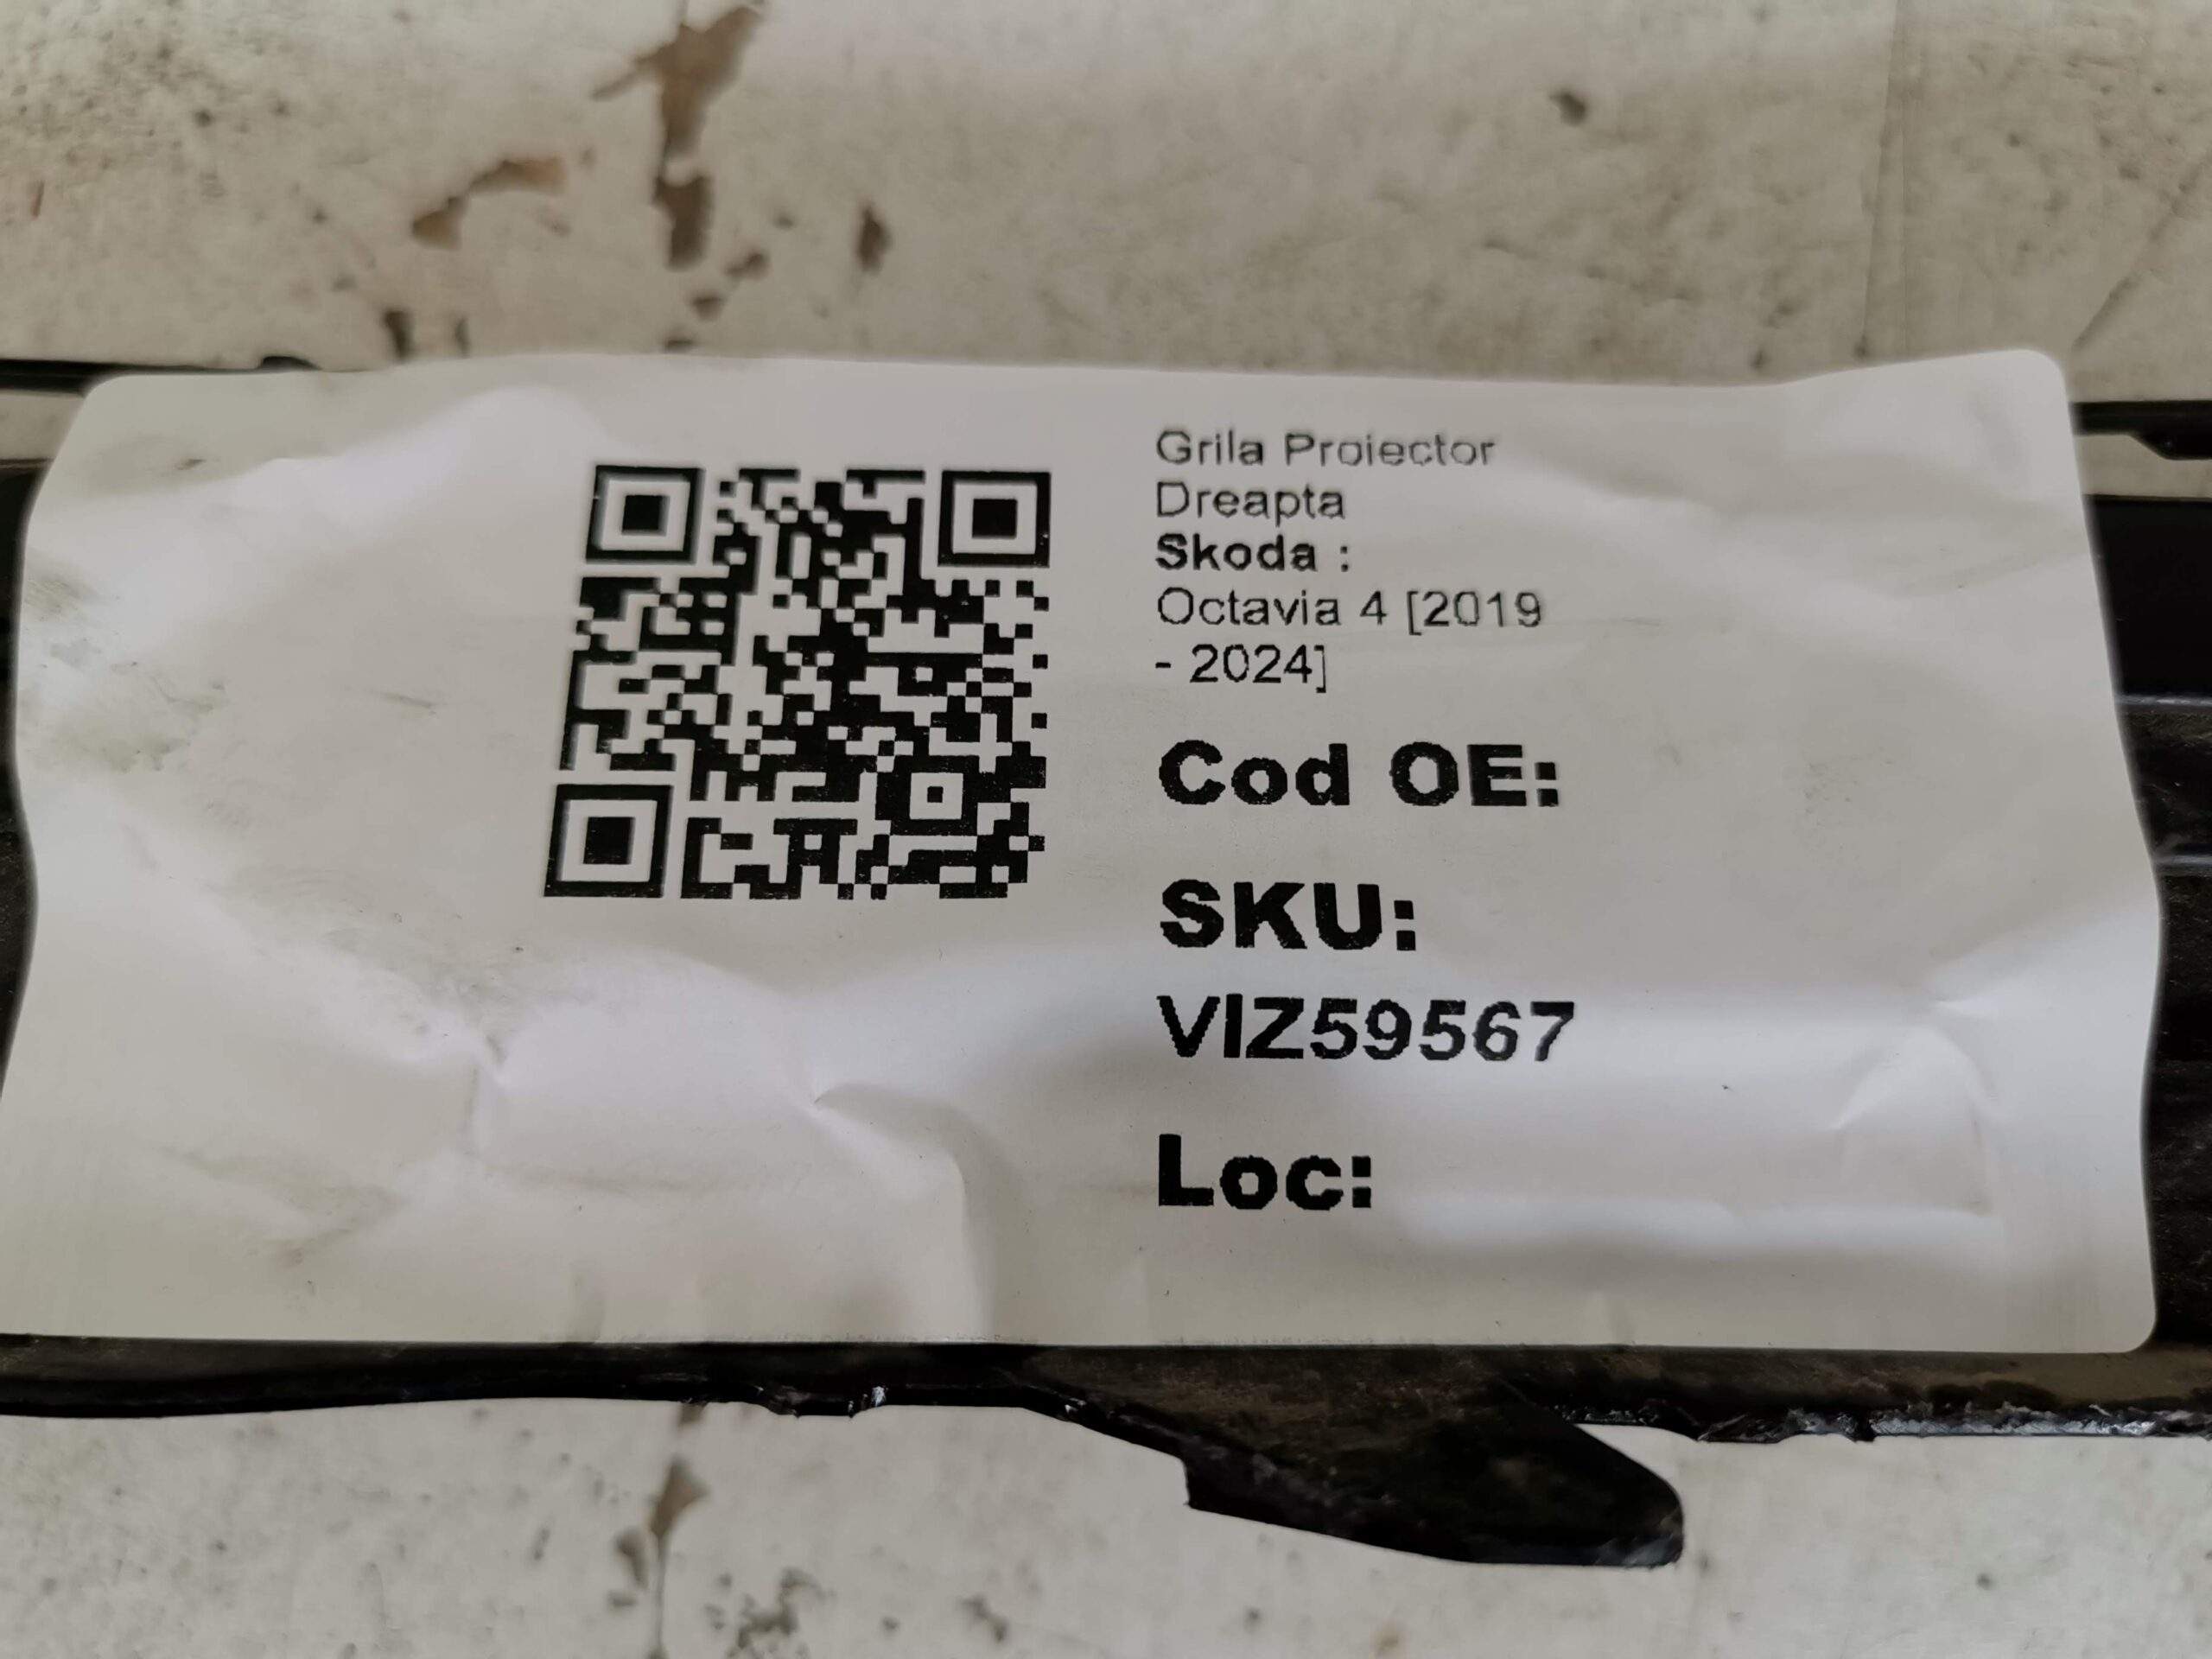 Grila Proiector
Dreapta
Skoda :
Octavia 4 [2019
- 2024]
Cod OE:
SKU:
VIZ59567
Loc: